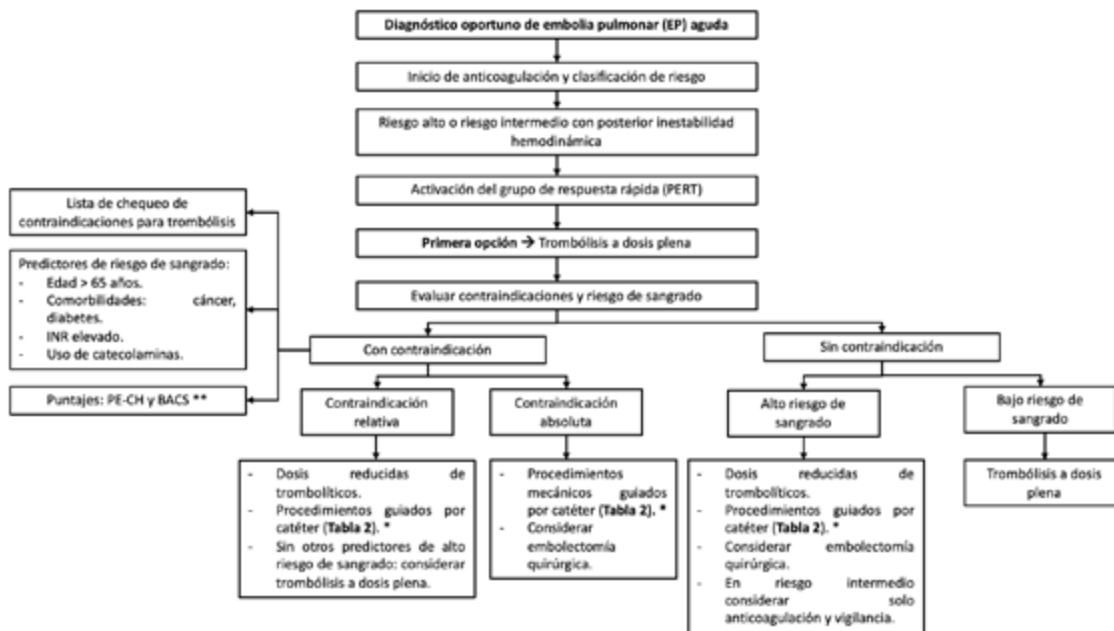 Diagnóstico oportuno de embolia pulmonar (EP) aguda
Inicio de anticoagulación y clasificación de riesgo
Riesgo alto o riesgo intermedio con posterior inestabilidad
hemodinámica
Activación del grupo de respuesta rápida (PERT)
Primera opción → Trombólisis a dosis plena
Evaluar contraindicaciones y riesgo de sangrado
Lista de chequeo de
contraindicaciones para trombólisis
Predictores de riesgo de sangrado:
- Edad > 65 años.
- Comorbilidades: cáncer,
diabetes.
- INR elevado.
- Uso de catecolaminas.
Puntajes: PE-CH y BACS **
Con contraindicación
Sin contraindicación
Contraindicación
relativa
Contraindicación
absoluta
Alto riesgo de
sangrado
Bajo riesgo de
sangrado
- Dosis reducidas de
trombolíticos.
- Procedimientos guiados por
catéter (Tabla 2). *
- Sin otros predictores de alto
riesgo de sangrado: considerar
trombólisis a dosis plena.
- Procedimientos
mecánicos guiados
por catéter (Tabla 2). *
- Considerar
embolectomía
quirúrgica.
- Dosis reducidas de
trombolíticos.
- Procedimientos guiados por
catéter (Tabla 2). *
- Considerar embolectomía
quirúrgica.
- En riesgo intermedio
considerar solo
anticoagulación y vigilancia.
Trombólisis a dosis
plena